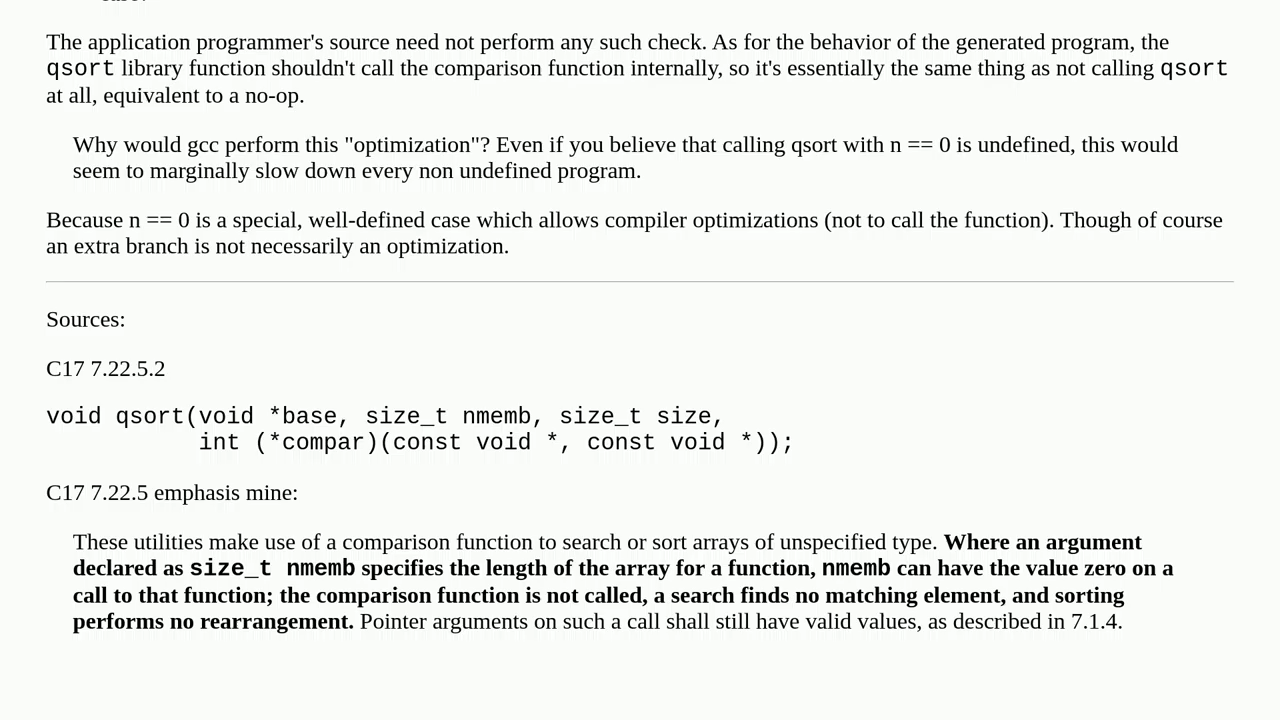 The application programmer's source need not perform any such check. As for the behavior of the generated program, the
qsort library function shouldn't call the comparison function internally, so it's essentially the same thing as not calling qsort
at all, equivalent to a no-op.
Why would gcc perform this "optimization"? Even if you believe that calling qsort with n == 0 is undefined, this would
seem to marginally slow down every non undefined program.
Because n == 0 is a special, well-defined case which allows compiler optimizations (not to call the function). Though of course
an extra branch is not necessarily an optimization.
Sources:
C17 7.22.5.2
void qsort(void *base, size_t nmemb, size_t size,
           int (*compar)(const void *, const void *));
C17 7.22.5 emphasis mine:
These utilities make use of a comparison function to search or sort arrays of unspecified type. Where an argument
declared as size_t nmemb specifies the length of the array for a function, nmemb can have the value zero on a
call to that function; the comparison function is not called, a search finds no matching element, and sorting
performs no rearrangement. Pointer arguments on such a call shall still have valid values, as described in 7.1.4.